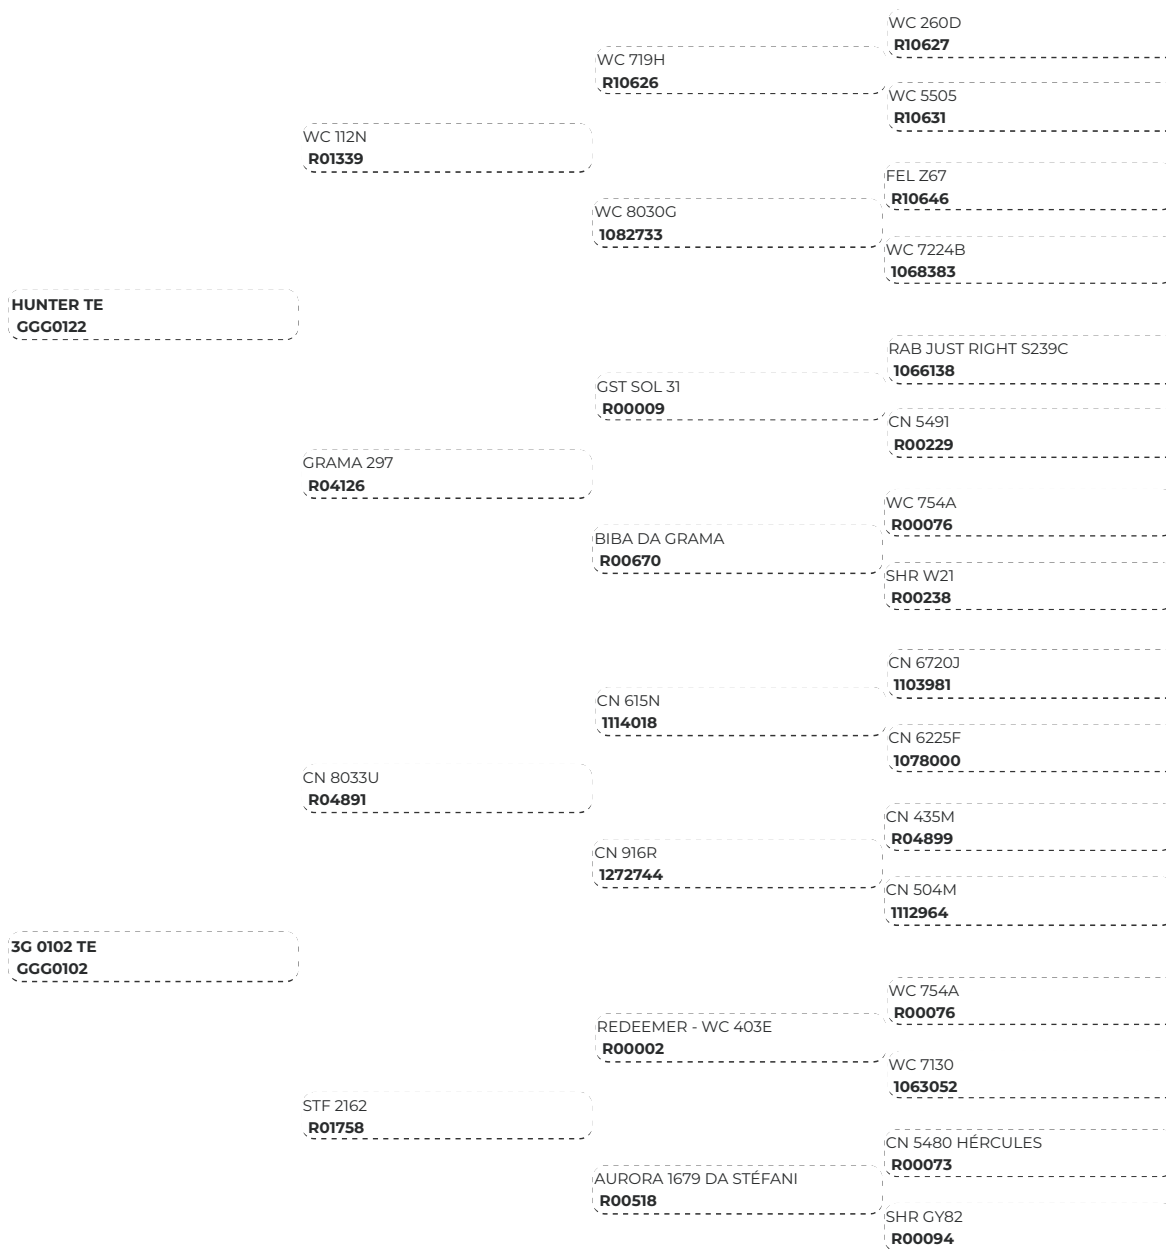 WC 260D
R10627
WC 719H
R10626
WC 5505
R10631
WC 112N
R01339
FEL Z67
R10646
WC 8030G
1082733
WC 7224B
1068383
HUNTER TE
GGG0122
RAB JUST RIGHT S239C
1066138
GST SOL 31
R00009
CN 5491
R00229
GRAMA 297
R04126
WC 754A
R00076
BIBA DA GRAMA
R00670
SHR W21
R00238
CN 6720J
1103981
CN 615N
1114018
CN 6225F
1078000
CN 8033U
R04891
CN 435M
R04899
CN 916R
1272744
CN 504M
1112964
3G 0102 TE
GGG0102
WC 754A
R00076
REDEEMER - WC 403E
R00002
WC 7130
1063052
STF 2162
R01758
CN 5480 HÉRCULES
R00073
AURORA 1679 DA STÉFANI
R00518
SHR GY82
R00094